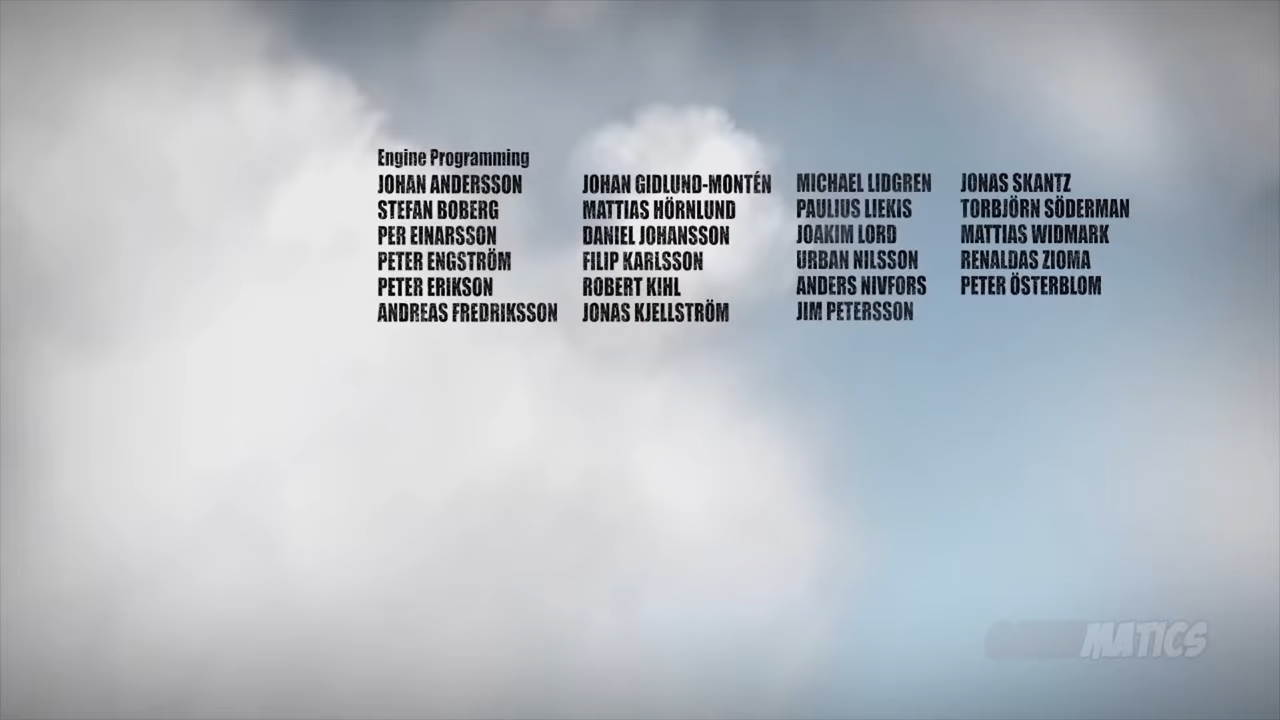 Engine Programming
JOHAN ANDERSSON
STEFAN BOBERG
PER EINARSSON
PETER ENGSTRÖM
PETER ERIKSON
ANDREAS FREDRIKSSON
JOHAN GIDLUND-MONTÉN
MATTIAS HÖRNLUND
DANIEL JOHANSSON
FILIP KARLSSON
ROBERT KIHL
JONAS KJELLSTRÖM
MICHAEL LIDGREN
PAULIUS LIEKIS
JOAKIM LORD
URBAN NILSSON
ANDERS NIVFORS
JIM PETERSSON
JONAS SKANTZ
TORBJÖRN SÖDERMAN
MATTIAS WIDMARK
RENALDAS ZIOMA
PETER ÖSTERBLOM
MATICS